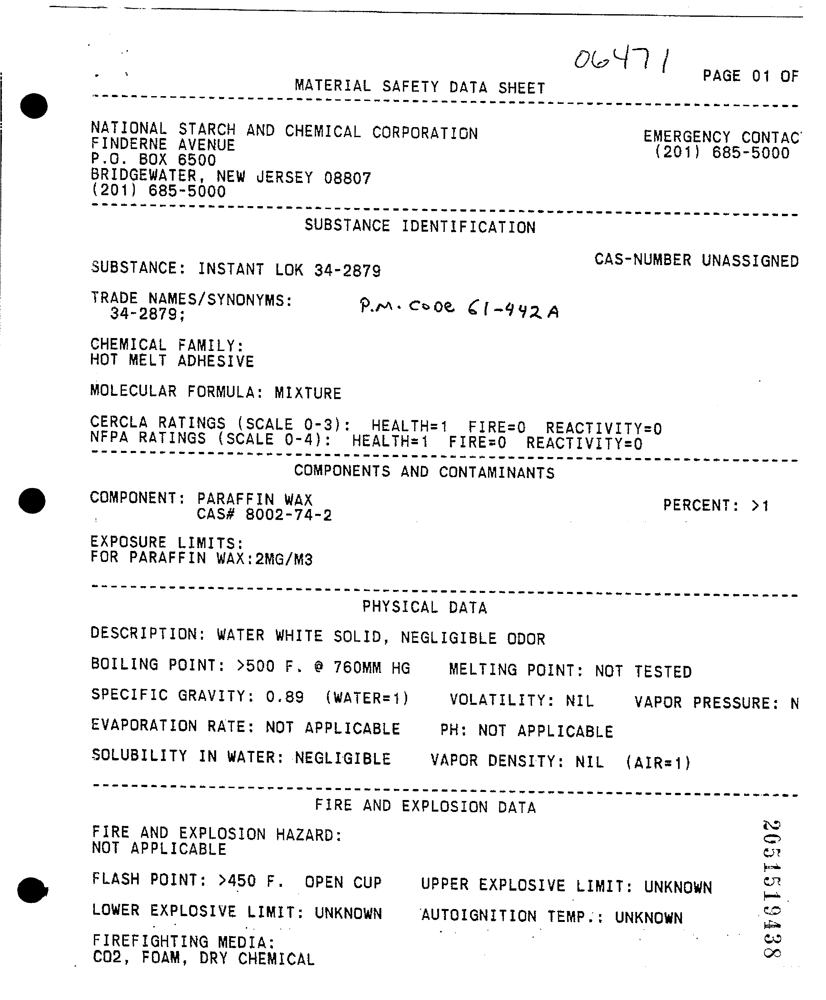 06471
PAGE 01 OF
MATERIAL SAFETY DATA SHEET
NATIONAL STARCH AND CHEMICAL CORPORATION
FINDERNE AVENUE
P.O. BOX 6500
BRIDGEWATER, NEW JERSEY 08807
(201) 685-5000
EMERGENCY CONTAC
(201) 685-5000
SUBSTANCE IDENTIFICATION
CAS-NUMBER UNASSIGNED
SUBSTANCE: INSTANT LOK 34-2879
TRADE NAMES/SYNONYMS:
34-2879;
P.M. CODE 61-442A
CHEMICAL FAMILY:
HOT MELT ADHESIVE
MOLECULAR FORMULA: MIXTURE
CERCLA RATINGS (SCALE 0-3): HEALTH=1 FIRE=0 REACTIVITY=0
NFPA RATINGS (SCALE 0-4): HEALTH=1 FIRE=0 REACTIVITY=0
COMPONENTS AND CONTAMINANTS
COMPONENT: PARAFFIN WAX PERCENT: >1
CAS# 8002-74-2
EXPOSURE LIMITS:
FOR PARAFFIN WAX:2MG/M3
PHYSICAL DATA
DESCRIPTION: WATER WHITE SOLID, NEGLIGIBLE ODOR
BOILING POINT: >500 F. @ 760MM HG MELTING POINT: NOT TESTED
SPECIFIC GRAVITY: 0.89 (WATER=1) VOLATILITY: NIL VAPOR PRESSURE: N
EVAPORATION RATE: NOT APPLICABLE PH: NOT APPLICABLE
SOLUBILITY IN WATER: NEGLIGIBLE VAPOR DENSITY: NIL (AIR=1)
FIRE AND EXPLOSION DATA
FIRE AND EXPLOSION HAZARD:
NOT APPLICABLE
FLASH POINT: >450 F. OPEN CUP UPPER EXPLOSIVE LIMIT: UNKNOWN
LOWER EXPLOSIVE LIMIT: UNKNOWN AUTOIGNITION TEMP.: UNKNOWN
FIREFIGHTING MEDIA:
CO2, FOAM, DRY CHEMICAL
2051519438